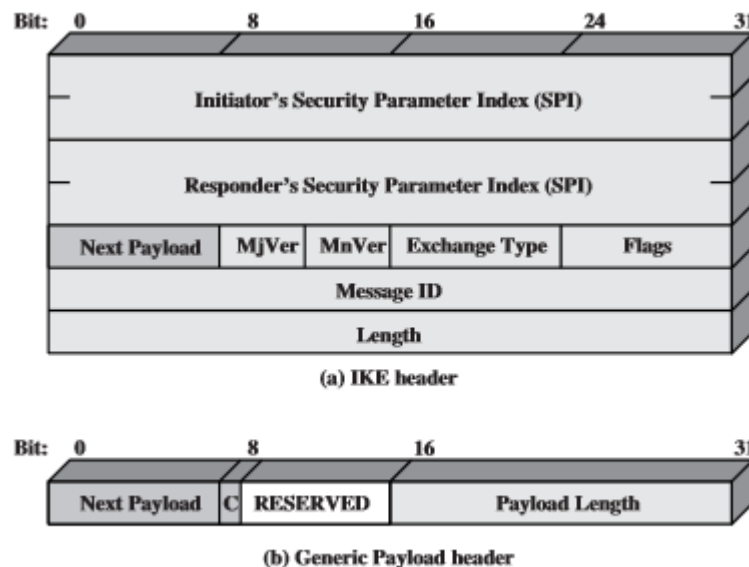 Bit: 0 8 16 24 31
Initiator's Security Parameter Index (SPI)
Responder's Security Parameter Index (SPI)
Next Payload MjVer MnVer Exchange Type Flags
Message ID
Length
(a) IKE header
Bit: 0 8 16 31
Next Payload C RESERVED Payload Length
(b) Generic Payload header